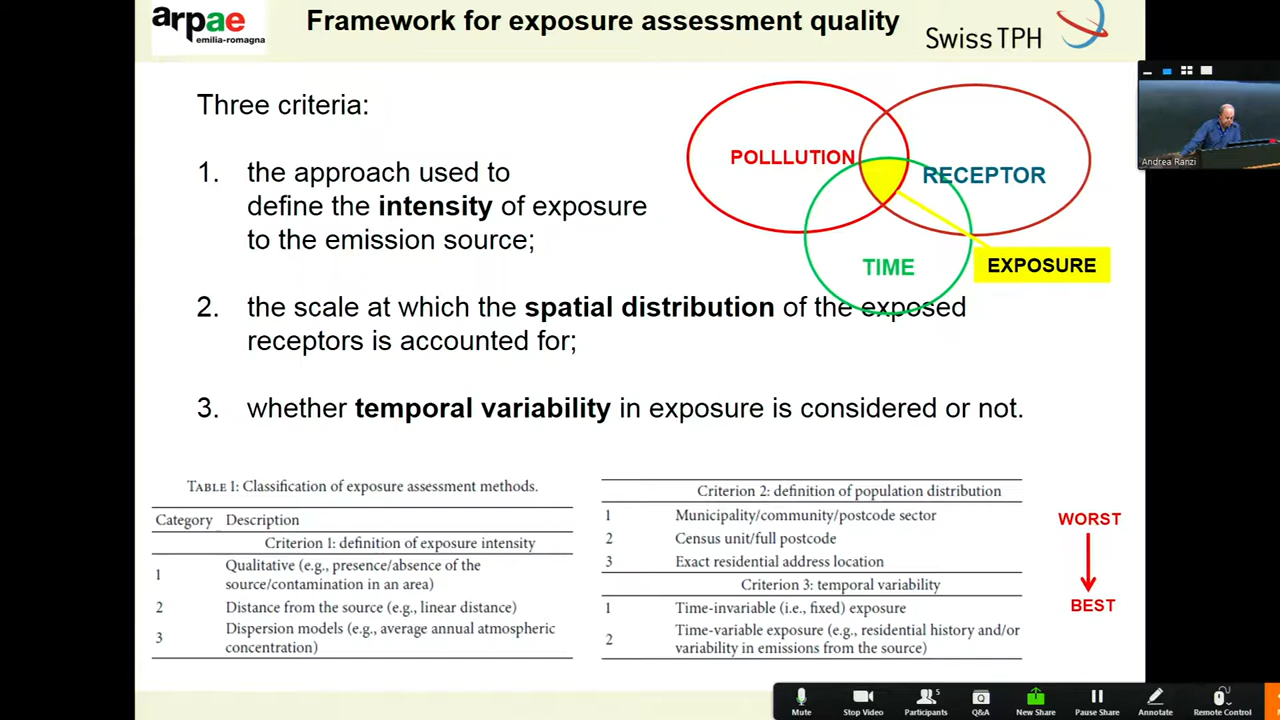 arpae
emilia-romagna
Framework for exposure assessment quality
Swiss TPH
Three criteria:
1. the approach used to
define the intensity of exposure
to the emission source;
2. the scale at which the spatial distribution of the exposed
receptors is accounted for;
3. whether temporal variability in exposure is considered or not.
POLLLUTION
RECEPTOR
TIME
EXPOSURE
Andrea Ranzi
TABLE 1: Classification of exposure assessment methods.
Category Description
Criterion 1: definition of exposure intensity
1 Qualitative (e.g., presence/absence of the
source/contamination in an area)
2 Distance from the source (e.g., linear distance)
3 Dispersion models (e.g., average annual atmospheric
concentration)
Criterion 2: definition of population distribution
1 Municipality/community/postcode sector
2 Census unit/full postcode
3 Exact residential address location
Criterion 3: temporal variability
1 Time-invariable (i.e., fixed) exposure
2 Time-variable exposure (e.g., residential history and/or
variability in emissions from the source)
WORST
BEST
5
Mute
Stop Video
Participants
Q&A
New Share
Pause Share
Annotate
Remote Control